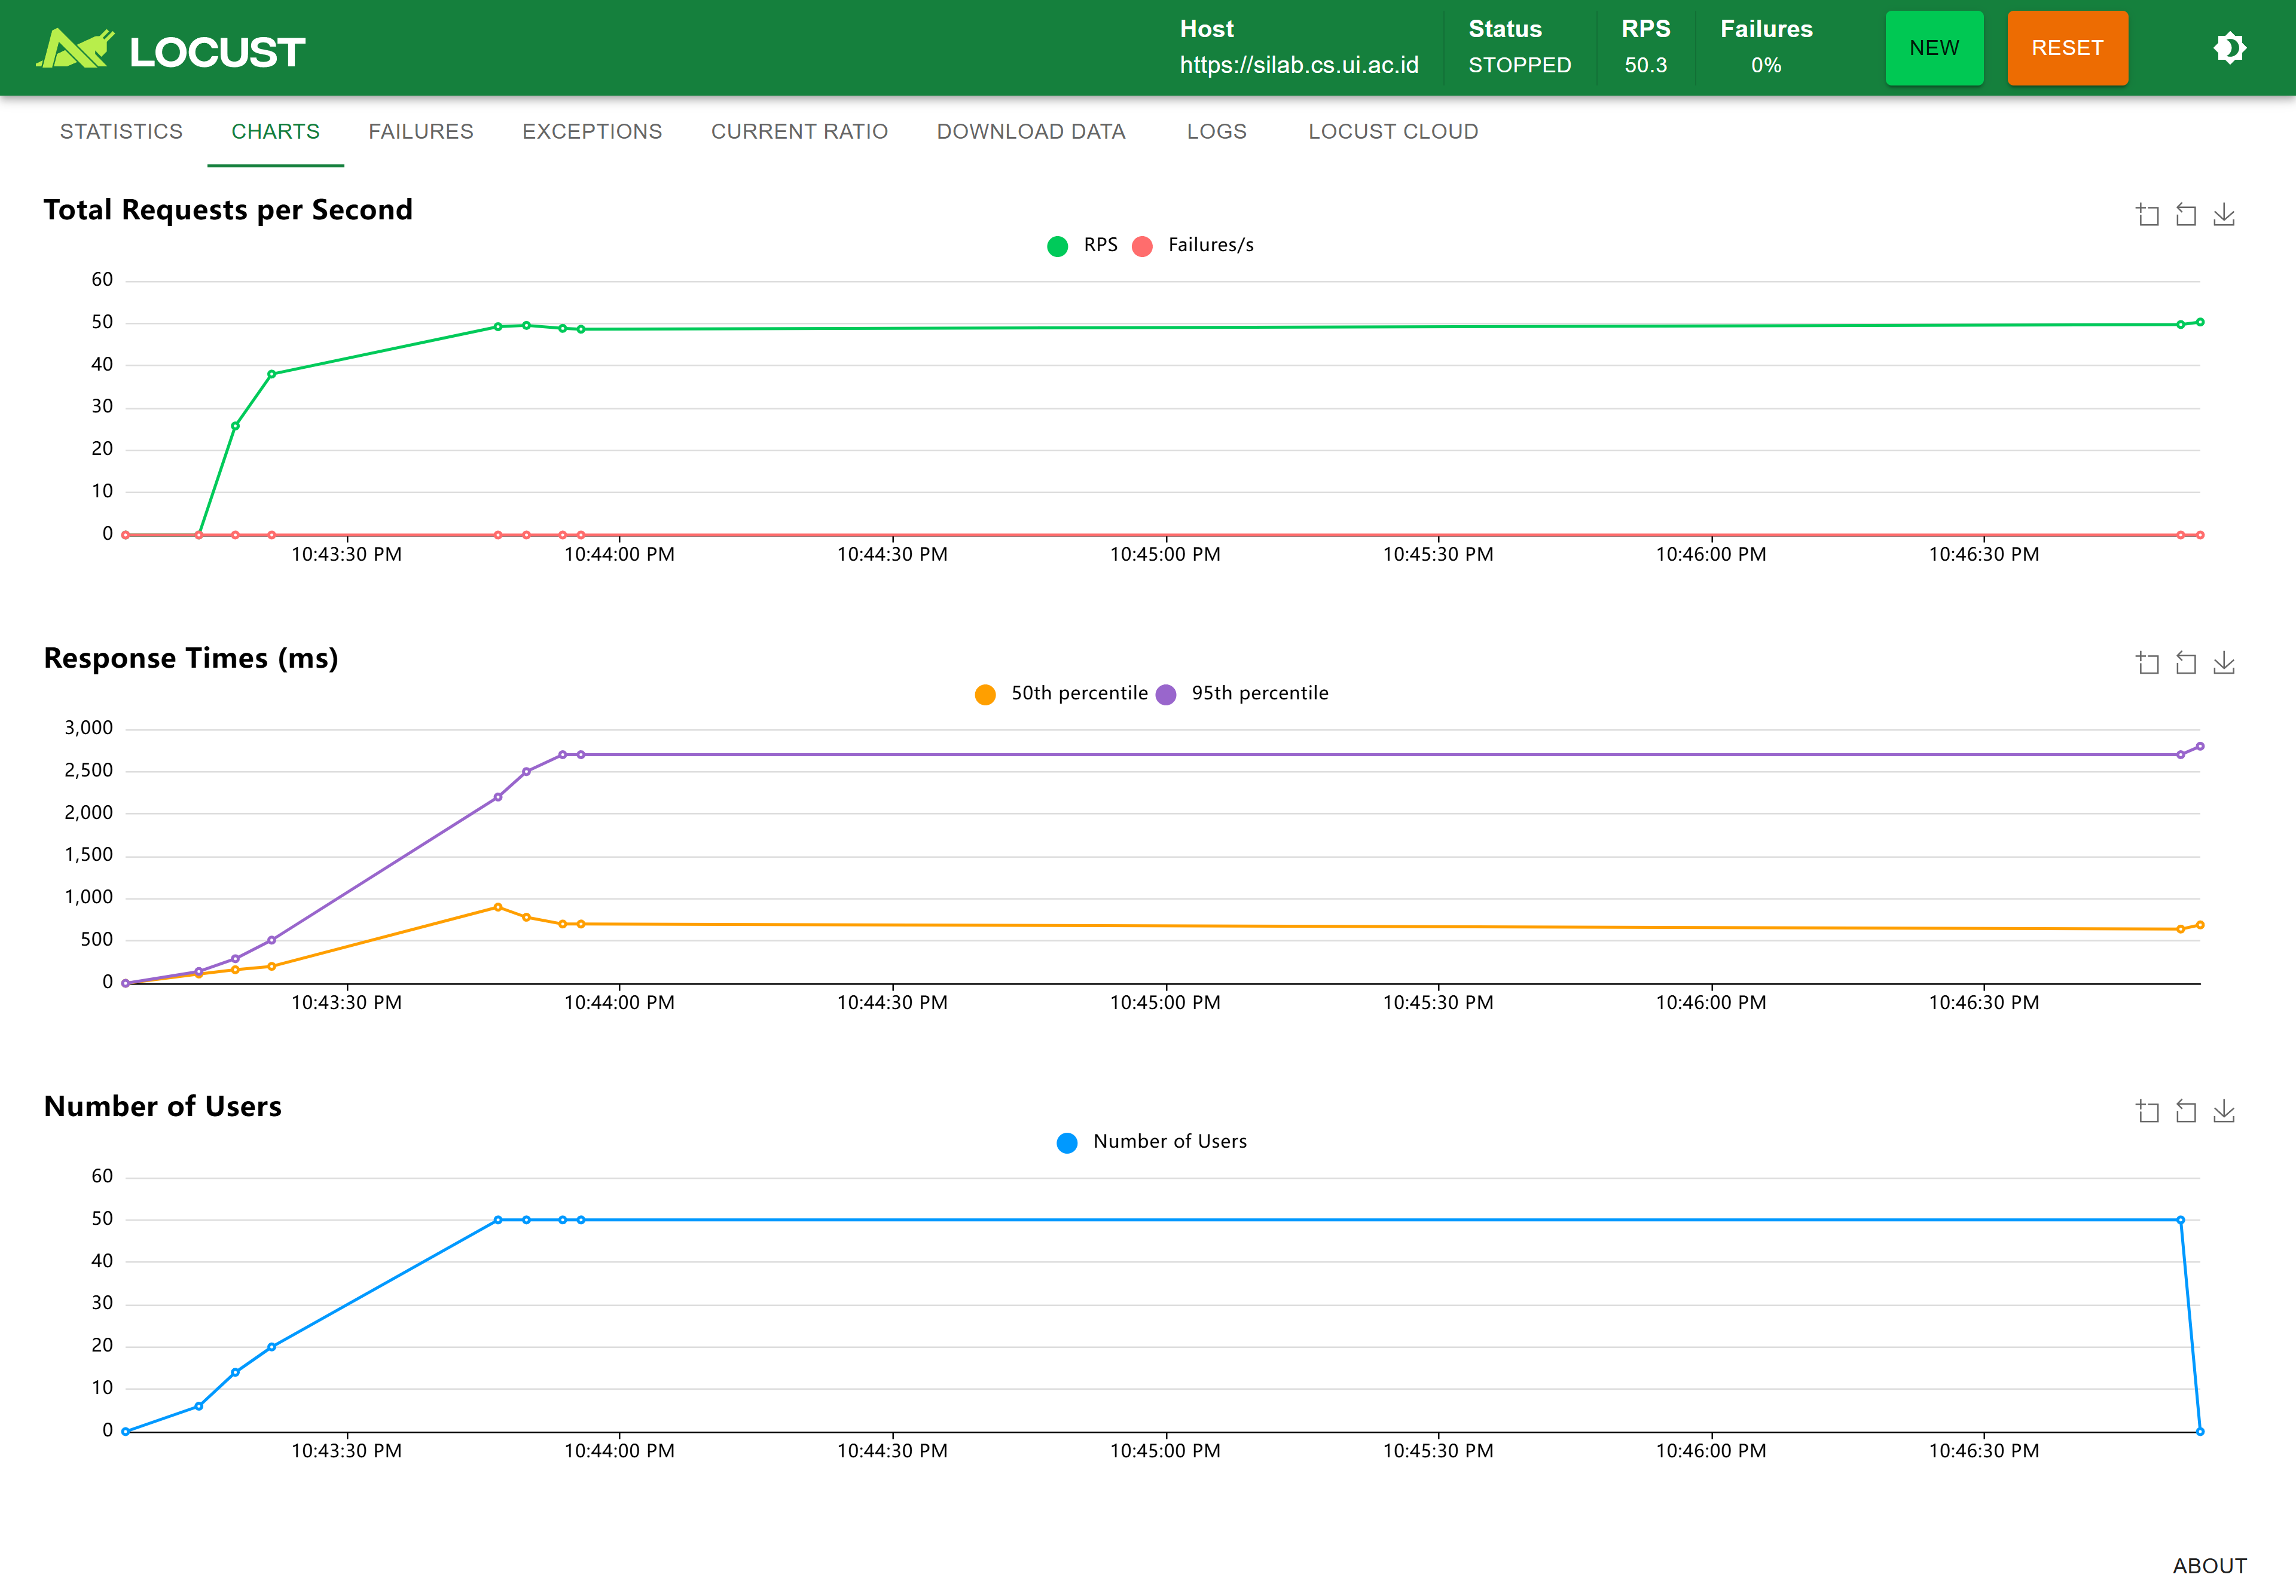 LOCUST
Host
https://silab.cs.ui.ac.id
Status
STOPPED
RPS
50.3
Failures
0%
NEW
RESET
STATISTICS CHARTS FAILURES EXCEPTIONS CURRENT RATIO DOWNLOAD DATA LOGS LOCUST CLOUD
Total Requests per Second
RPS Failures/s
60
50
40
30
20
10
0
10:43:30 PM 10:44:00 PM 10:44:30 PM 10:45:00 PM 10:45:30 PM 10:46:00 PM 10:46:30 PM
Response Times (ms)
50th percentile 95th percentile
3,000
2,500
2,000
1,500
1,000
500
0
10:43:30 PM 10:44:00 PM 10:44:30 PM 10:45:00 PM 10:45:30 PM 10:46:00 PM 10:46:30 PM
Number of Users
Number of Users
60
50
40
30
20
10
0
10:43:30 PM 10:44:00 PM 10:44:30 PM 10:45:00 PM 10:45:30 PM 10:46:00 PM 10:46:30 PM
ABOUT